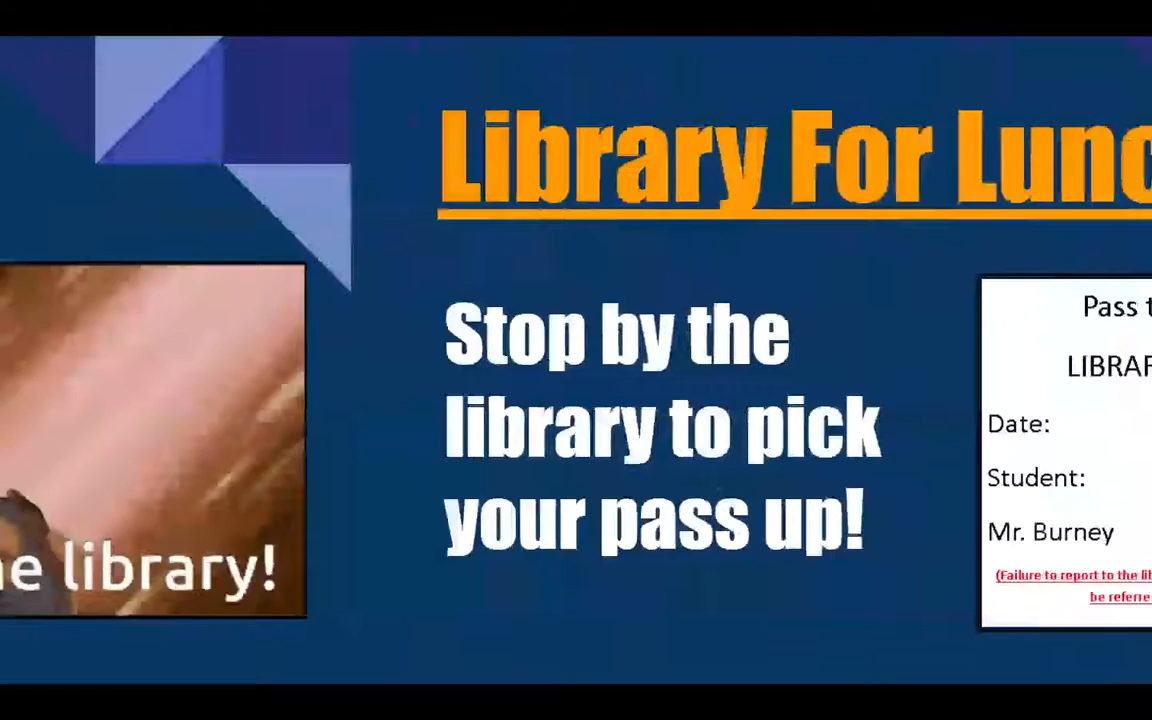 Library For Lunc
Stop by the
library to pick
your pass up!
e library!
Pass t
LIBRAR
Date:
Student:
Mr. Burney
(Failure to report to the lib
be referre